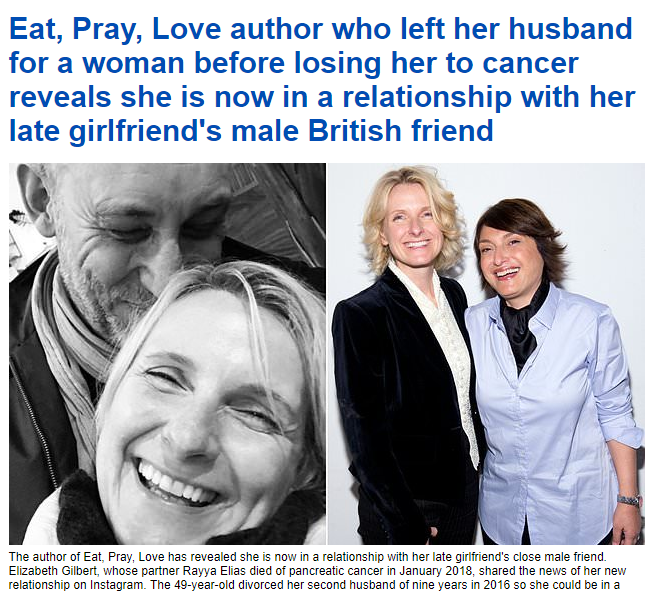 Eat, Pray, Love author who left her husband
for a woman before losing her to cancer
reveals she is now in a relationship with her
late girlfriend's male British friend
The author of Eat, Pray, Love has revealed she is now in a relationship with her late girlfriend's close male friend.
Elizabeth Gilbert, whose partner Rayya Elias died of pancreatic cancer in January 2018, shared the news of her new
relationship on Instagram. The 49-year-old divorced her second husband of nine years in 2016 so she could be in a